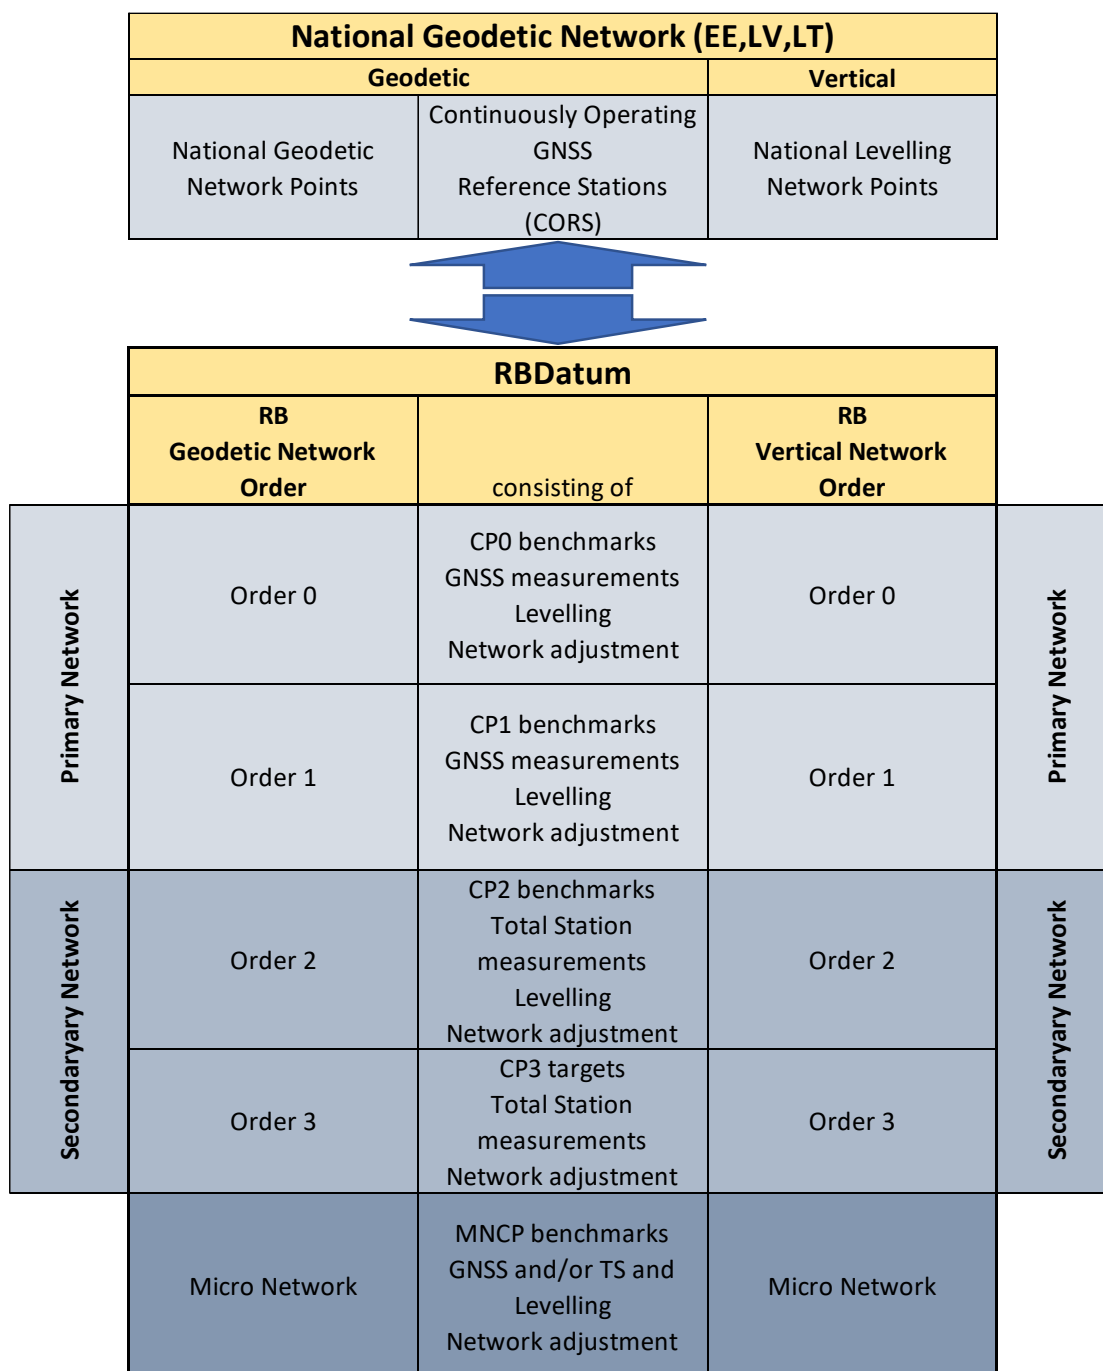 National Geodetic Network (EE,LV,LT)
Geodetic
Vertical
National Geodetic
Network Points
Continuously Operating
GNSS
Reference Stations
(CORS)
National Levelling
Network Points
RBDatum
RB
Geodetic Network
Order
consisting of
RB
Vertical Network
Order
Primary Network
Order 0
CP0 benchmarks
GNSS measurements
Levelling
Network adjustment
Order 0
Primary Network
Order 1
CP1 benchmarks
GNSS measurements
Levelling
Network adjustment
Order 1
Secondaryary Network
Order 2
CP2 benchmarks
Total Station
measurements
Levelling
Network adjustment
Order 2
Secondaryary Network
Order 3
CP3 targets
Total Station
measurements
Network adjustment
Order 3
Micro Network
MNCP benchmarks
GNSS and/or TS and
Levelling
Network adjustment
Micro Network